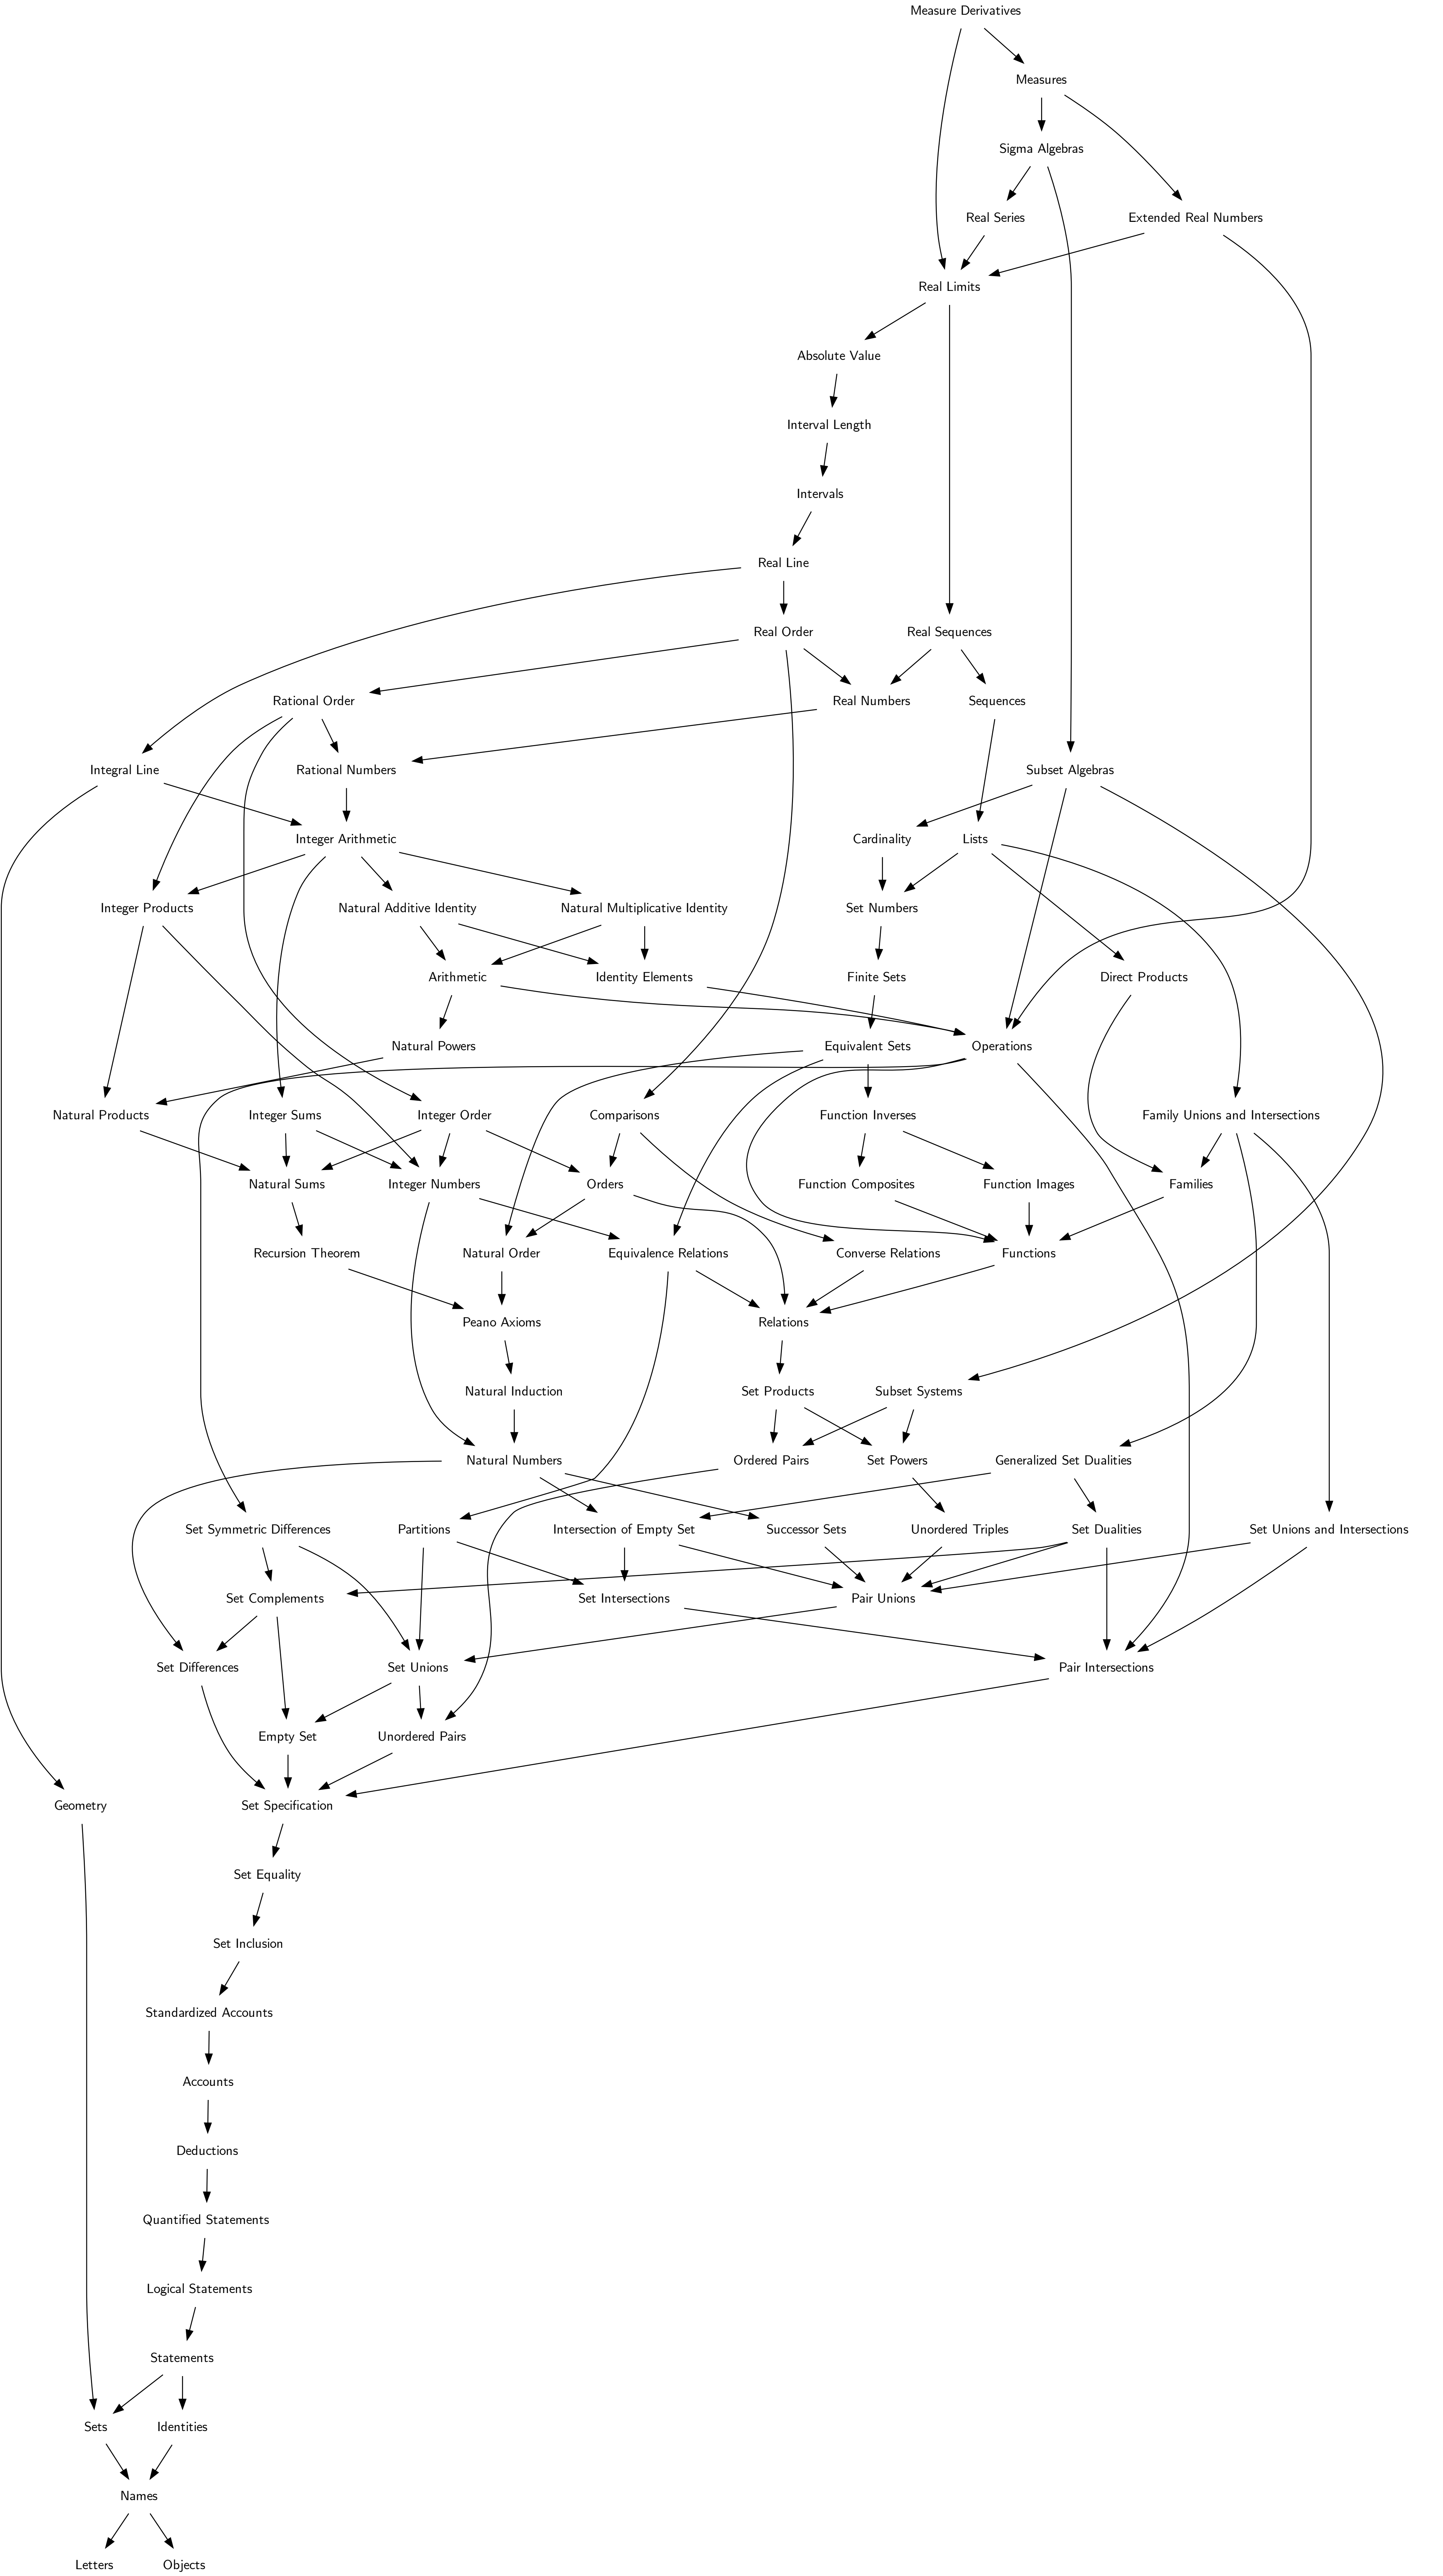 Measure Derivatives
Measures
Sigma Algebras
Real Series
Extended Real Numbers
Real Limits
Absolute Value
Interval Length
Intervals
Real Line
Real Order
Real Sequences
Rational Order
Real Numbers
Sequences
Integral Line
Rational Numbers
Subset Algebras
Integer Arithmetic
Cardinality
Lists
Integer Products
Natural Additive Identity
Natural Multiplicative Identity
Set Numbers
Arithmetic
Identity Elements
Finite Sets
Direct Products
Natural Powers
Equivalent Sets
Operations
Natural Products
Integer Sums
Integer Order
Comparisons
Function Inverses
Family Unions and Intersections
Natural Sums
Integer Numbers
Orders
Function Composites
Function Images
Families
Recursion Theorem
Natural Order
Equivalence Relations
Converse Relations
Functions
Peano Axioms
Relations
Natural Induction
Set Products
Subset Systems
Natural Numbers
Ordered Pairs
Set Powers
Generalized Set Dualities
Set Symmetric Differences
Partitions
Intersection of Empty Set
Successor Sets
Unordered Triples
Set Dualities
Set Unions and Intersections
Set Complements
Set Intersections
Pair Unions
Set Differences
Set Unions
Pair Intersections
Empty Set
Unordered Pairs
Geometry
Set Specification
Set Equality
Set Inclusion
Standardized Accounts
Accounts
Deductions
Quantified Statements
Logical Statements
Statements
Sets
Identities
Names
Letters
Objects